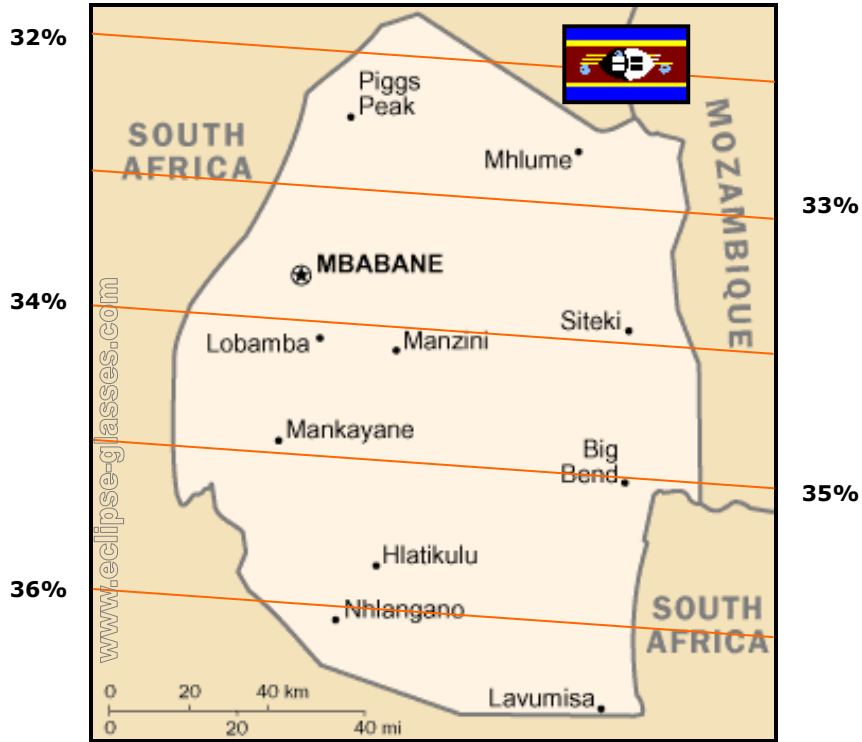 32%
Piggs
Peak
SOUTH
AFRICA
MOZAMBIQUE
Mhlume
33%
MBABANE
34%
Siteki
Lobamba
Manzini
www.eclipse-glasses.com
Mankayane
Big
Bend
35%
Hlatikulu
36%
Nhlangano
SOUTH
AFRICA
0 20 40 km
Lavumisa
0 20 40 mi